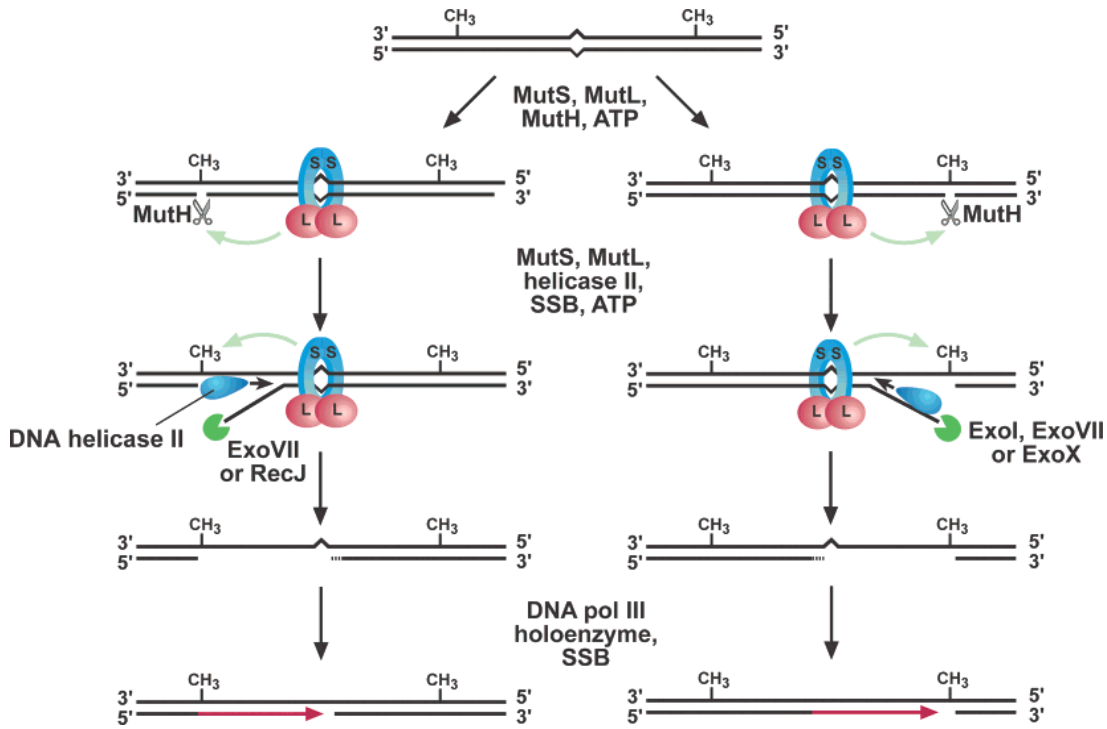 CH3 CH3
3' 5'
5' 3'
MutS, MutL,
MutH, ATP
CH3 S S CH3
3' 5'
5' 3'
MutH L L
CH3 S S CH3
3' 5'
5' 3'
L L MutH
MutS, MutL,
helicase II,
SSB, ATP
CH3 S S CH3
3' 5'
5' 3'
L L
DNA helicase II
ExoVII
or RecJ
CH3 S S CH3
3' 5'
5' 3'
L L
ExoI, ExoVII
or ExoX
CH3 CH3
3' 5'
5' 3'
CH3 CH3
3' 5'
5' 3'
DNA pol III
holoenzyme,
SSB
CH3 CH3
3' 5'
5' 3'
CH3 CH3
3' 5'
5' 3'